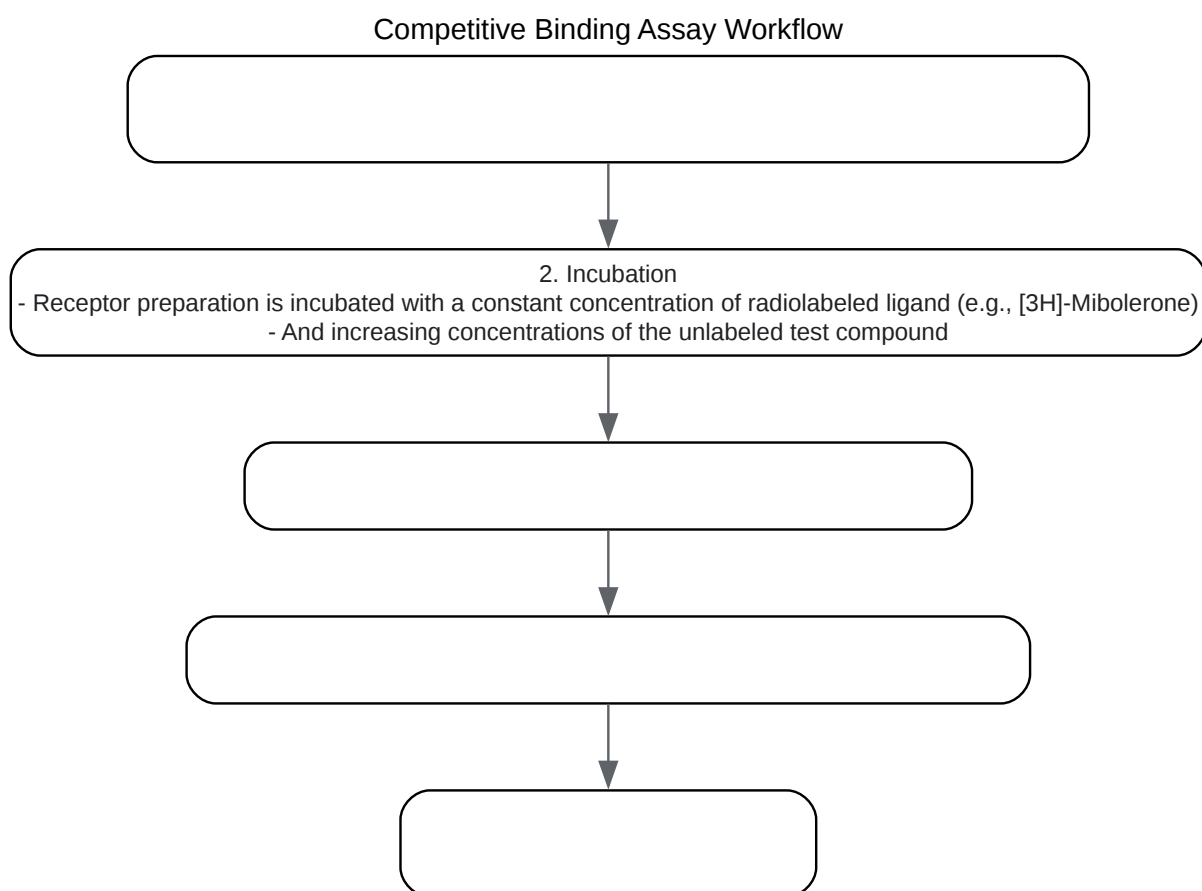 Competitive Binding Assay Workflow
2. Incubation
- Receptor preparation is incubated with a constant concentration of radiolabeled ligand (e.g., [3H]-Mibolerone)
- And increasing concentrations of the unlabeled test compound